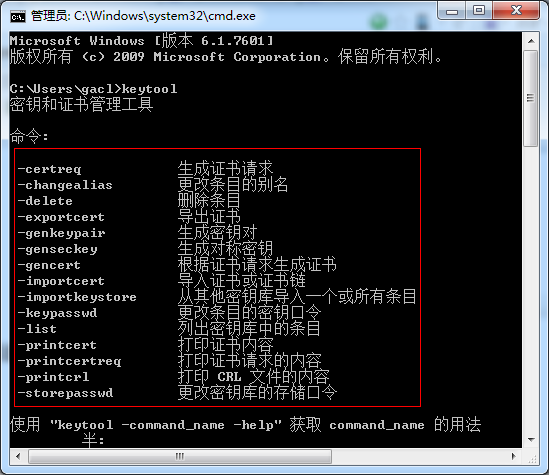 管理员: C:\Windows\system32\cmd.exe
Microsoft Windows [版本 6.1.7601]
版权所有 (c) 2009 Microsoft Corporation。保留所有权利。
C:\Users\gacl>keytool
密钥和证书管理工具
命令:
-certreq 生成证书请求
-changealias 更改条目的别名
-delete 删除条目
-exportcert 导出证书
-genkeypair 生成密钥对
-genseckey 生成对称密钥
-gencert 根据证书请求生成证书
-importcert 导入证书或证书链
-importkeystore 从其他密钥库导入一个或所有条目
-keypasswd 更改条目的密钥口令
-list 列出密钥库中的条目
-printcert 打印证书内容
-printcertreq 打印证书请求的内容
-printcrl 打印 CRL 文件的内容
-storepasswd 更改密钥库的存储口令
使用 "keytool -command_name -help" 获取 command_name 的用法
半: